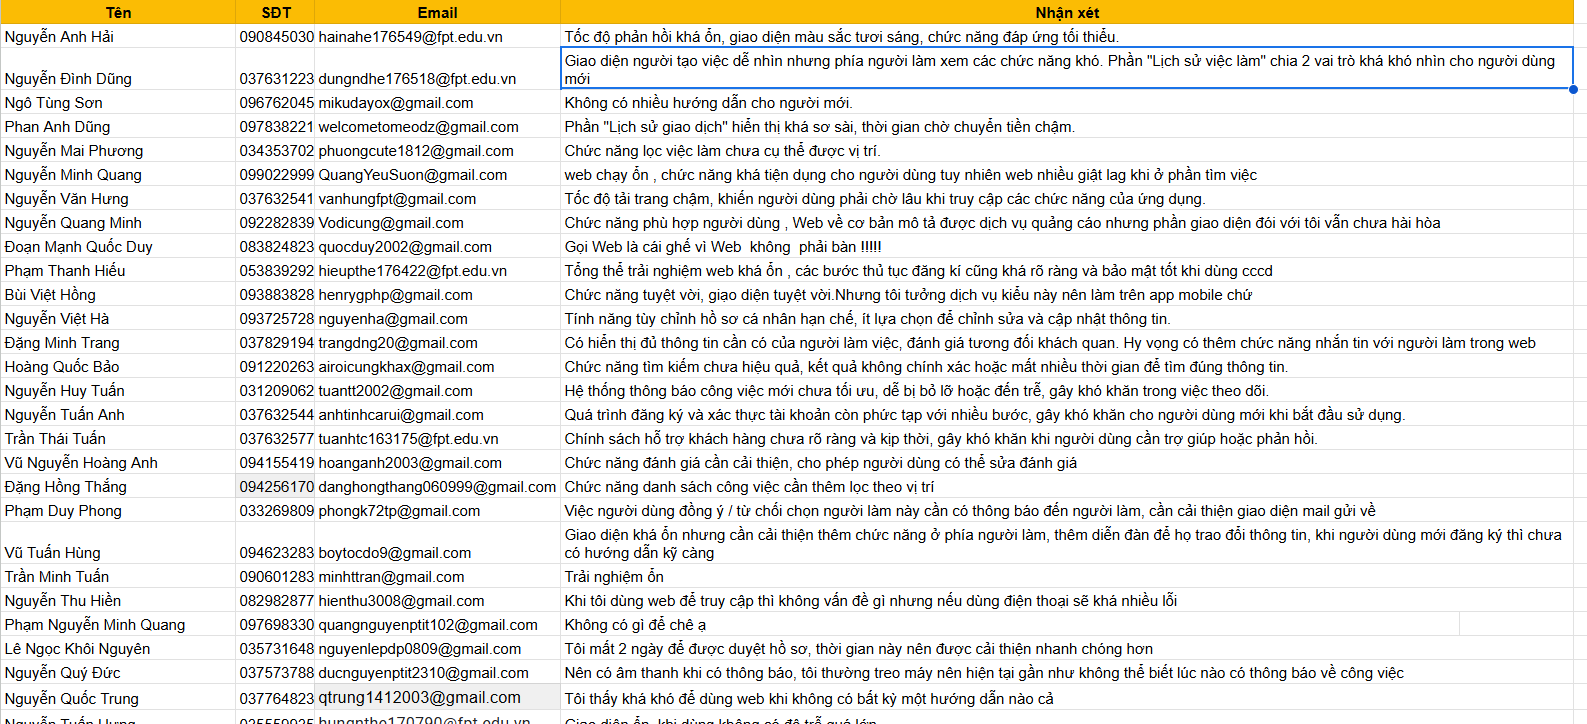 Tên SĐT Email Nhận xét
Nguyễn Anh Hải 090845030 hainahe176549@fpt.edu.vn Tốc độ phản hồi khá ổn, giao diện màu sắc tươi sáng, chức năng đáp ứng tối thiểu.
Giao diện người tạo việc dễ nhìn nhưng phía người làm xem các chức năng khó. Phần "Lịch sử việc làm" chia 2 vai trò khá khó nhìn cho người dùng
Nguyễn Đình Dũng 037631223 dungndhe176518@fpt.edu.vn mới
Ngô Tùng Sơn 096762045 mikudayox@gmail.com Không có nhiều hướng dẫn cho người mới.
Phan Anh Dũng 097838221 welcometomeodz@gmail.com Phần "Lịch sử giao dịch" hiển thị khá sơ sài, thời gian chờ chuyển tiền chậm.
Nguyễn Mai Phương 034353702 phuongcute1812@gmail.com Chức năng lọc việc làm chưa cụ thể được vị trí.
Nguyễn Minh Quang 099022999 QuangYeuSuon@gmail.com web chạy ổn , chức năng khá tiện dụng cho người dùng tuy nhiên web nhiều giật lag khi ở phần tìm việc
Nguyễn Văn Hưng 037632541 vanhungfpt@gmail.com Tốc độ tải trang chậm, khiến người dùng phải chờ lâu khi truy cập các chức năng của ứng dụng.
Nguyễn Quang Minh 092282839 Vodicung@gmail.com Chức năng phù hợp người dùng , Web về cơ bản mô tả được dịch vụ quảng cáo nhưng phần giao diện đói với tôi vẫn chưa hài hòa
Đoạn Mạnh Quốc Duy 083824823 quocduy2002@gmail.com Gọi Web là cái ghế vì Web không phải bàn !!!!!
Phạm Thanh Hiếu 053839292 hieupthe176422@fpt.edu.vn Tổng thể trải nghiệm web khá ổn , các bước thủ tục đăng kí cũng khá rõ ràng và bảo mật tốt khi dùng cccd
Bùi Việt Hồng 093883828 henrygphp@gmail.com Chức năng tuyệt vời, giao diện tuyệt vời.Nhưng tôi tưởng dịch vụ kiểu này nên làm trên app mobile chứ
Nguyễn Việt Hà 093725728 nguyenha@gmail.com Tính năng tùy chỉnh hồ sơ cá nhân hạn chế, ít lựa chọn để chỉnh sửa và cập nhật thông tin.
Đặng Minh Trang 037829194 trangdng20@gmail.com Có hiển thị đủ thông tin cần có của người làm việc, đánh giá tương đối khách quan. Hy vọng có thêm chức năng nhắn tin với người làm trong web
Hoàng Quốc Bảo 091220263 airoicungkhax@gmail.com Chức năng tìm kiếm chưa hiệu quả, kết quả không chính xác hoặc mất nhiều thời gian để tìm đúng thông tin.
Nguyễn Huy Tuấn 031209062 tuantt2002@gmail.com Hệ thống thông báo công việc mới chưa tối ưu, dễ bị bỏ lỡ hoặc đến trễ, gây khó khăn trong việc theo dõi.
Nguyễn Tuấn Anh 037632544 anhtinhcarui@gmail.com Quá trình đăng ký và xác thực tài khoản còn phức tạp với nhiều bước, gây khó khăn cho người dùng mới khi bắt đầu sử dụng.
Trần Thái Tuấn 037632577 tuanhtc163175@fpt.edu.vn Chính sách hỗ trợ khách hàng chưa rõ ràng và kịp thời, gây khó khăn khi người dùng cần trợ giúp hoặc phản hồi.
Vũ Nguyễn Hoàng Anh 094155419 hoanganh2003@gmail.com Chức năng đánh giá cần cải thiện, cho phép người dùng có thể sửa đánh giá
Đặng Hồng Thắng 094256170 danghongthang060999@gmail.com Chức năng danh sách công việc cần thêm lọc theo vị trí
Phạm Duy Phong 033269809 phongk72tp@gmail.com Việc người dùng đồng ý / từ chối chọn người làm này cần có thông báo đến người làm, cần cải thiện giao diện mail gửi về
Giao diện khá ổn nhưng cần cải thiện thêm chức năng ở phía người làm, thêm diễn đàn để họ trao đổi thông tin, khi người dùng mới đăng ký thì chưa
Vũ Tuấn Hùng 094623283 boytocdo9@gmail.com có hướng dẫn kỹ càng
Trần Minh Tuấn 090601283 minhttran@gmail.com Trải nghiệm ổn
Nguyễn Thu Hiền 082982877 hienthu3008@gmail.com Khi tôi dùng web để truy cập thì không vấn đề gì nhưng nếu dùng điện thoại sẽ khá nhiều lỗi
Phạm Nguyễn Minh Quang 097698330 quangnguyenptit102@gmail.com Không có gì để chê ạ
Lê Ngọc Khôi Nguyên 035731648 nguyenlepdp0809@gmail.com Tôi mất 2 ngày để được duyệt hồ sơ, thời gian này nên được cải thiện nhanh chóng hơn
Nguyễn Quý Đức 037573788 ducnguyenptit2310@gmail.com Nên có âm thanh khi có thông báo, tôi thường treo máy nên hiện tại gần như không thể biết lúc nào có thông báo về công việc
Nguyễn Quốc Trung 037764823 qtrung1412003@gmail.com Tôi thấy khá khó để dùng web khi không có bất kỳ một hướng dẫn nào cả